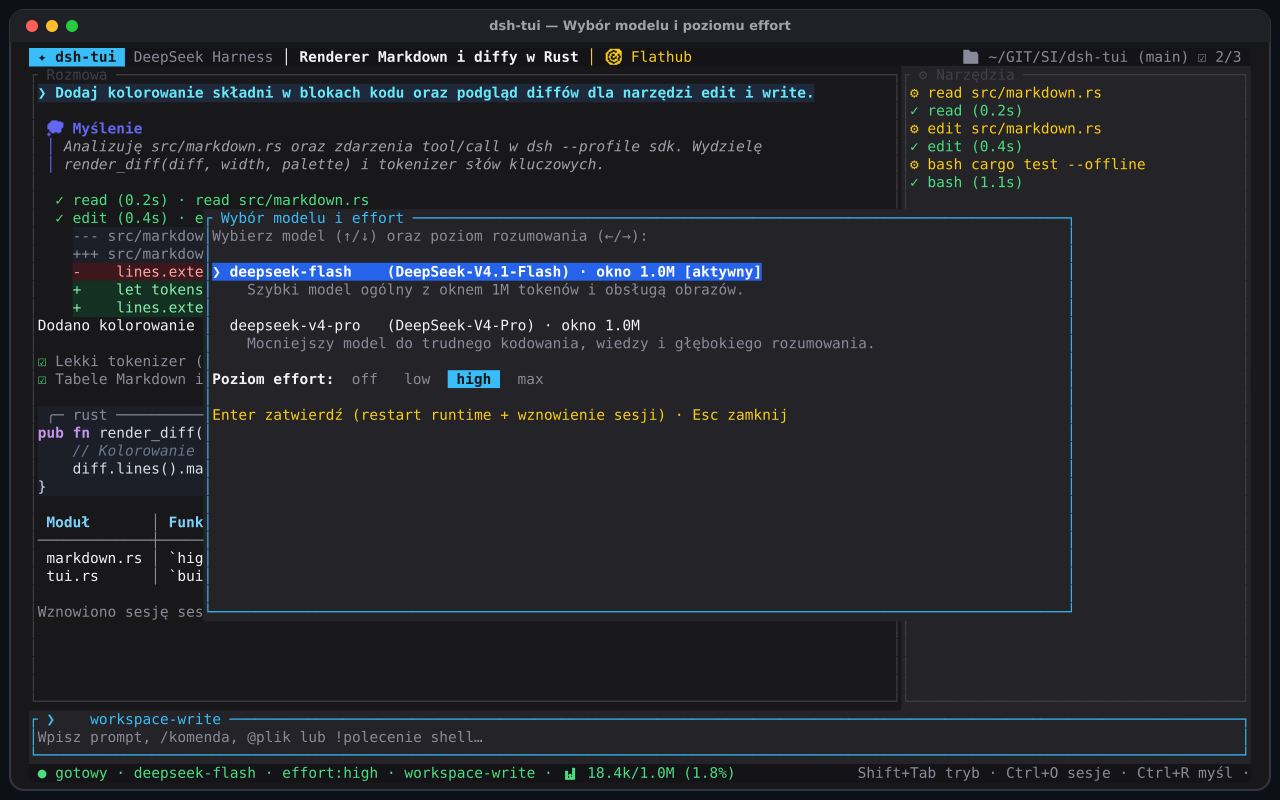 dsh-tui — Wybór modelu i poziomu effort
✦ dsh-tui DeepSeek Harness │ Renderer Markdown i diffy w Rust │ 🎯 Flathub 📁 ~/GIT/SI/dsh-tui (main) ☑ 2/3
Rozmowa
❯ Dodaj kolorowanie składni w blokach kodu oraz podgląd diffów dla narzędzi edit i write.
💭 Myślenie
│ Analizuję src/markdown.rs oraz zdarzenia tool/call w dsh --profile sdk. Wydzielę
│ render_diff(diff, width, palette) i tokenizer słów kluczowych.
✓ read (0.2s) · read src/markdown.rs
✓ edit (0.4s) · e
--- src/markdow
+++ src/markdow
-    lines.exte
+    let tokens
+    lines.exte
Dodano kolorowanie
☑ Lekki tokenizer (
☑ Tabele Markdown i
╭─ rust
pub fn render_diff(
// Kolorowanie
diff.lines().ma
}
Moduł │ Funk
markdown.rs │ `hig
tui.rs │ `bui
Wznowiono sesję ses
Wybór modelu i effort
Wybierz model (↑/↓) oraz poziom rozumowania (←/→):
❯ deepseek-flash    (DeepSeek-V4.1-Flash) · okno 1.0M [aktywny]
Szybki model ogólny z oknem 1M tokenów i obsługą obrazów.
deepseek-v4-pro   (DeepSeek-V4-Pro) · okno 1.0M
Mocniejszy model do trudnego kodowania, wiedzy i głębokiego rozumowania.
Poziom effort:  off   low   high   max
Enter zatwierdź (restart runtime + wznowienie sesji) · Esc zamknij
⚙ Narzędzia
⚙ read src/markdown.rs
✓ read (0.2s)
⚙ edit src/markdown.rs
✓ edit (0.4s)
⚙ bash cargo test --offline
✓ bash (1.1s)
❯ workspace-write
Wpisz prompt, /komenda, @plik lub !polecenie shell…
● gotowy · deepseek-flash · effort:high · workspace-write · 📊 18.4k/1.0M (1.8%) Shift+Tab tryb · Ctrl+O sesje · Ctrl+R myśl ·